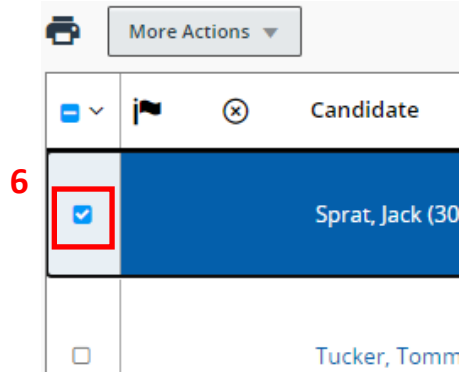 More Actions
Candidate
6
Sprat, Jack (30
Tucker, Tomm